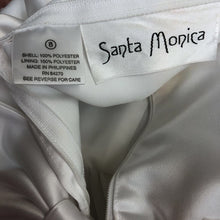 8
SHELL: 100% POLYESTER
LINING: 100% POLYESTER
MADE IN PHILIPPINES
RN 84270
SEE REVERSE FOR CARE
Santa Monica